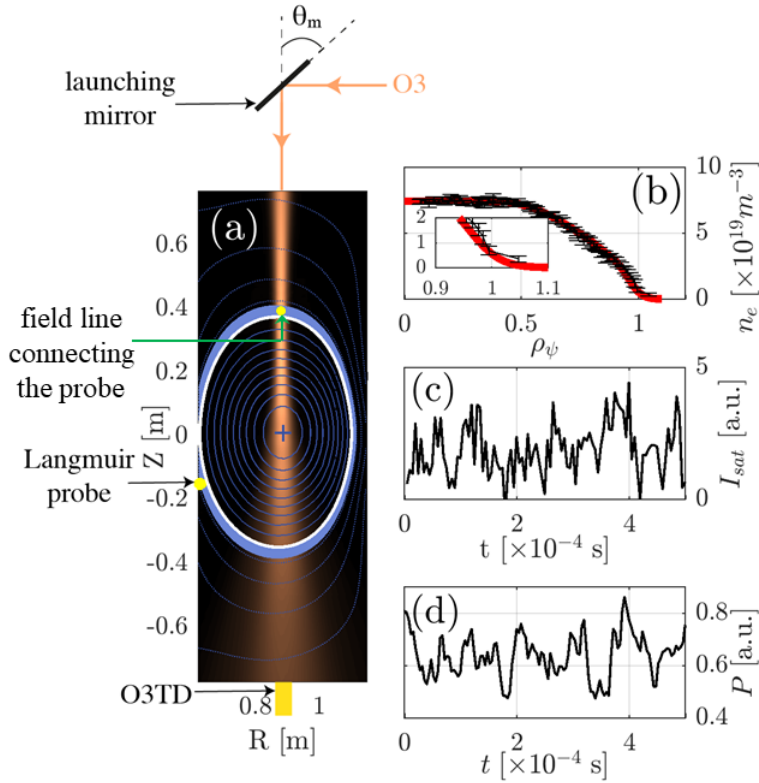 θm
launching
mirror
O3
(a)
0.6
0.4
0.2
0
-0.2
-0.4
-0.6
Z [m]
field line
connecting
the probe
Langmuir
probe
O3TD
0.8
1
R [m]
(b)
10
5
0
ne [×10^19 m^-3]
2
1
0
0.9
1
1.1
0
0.5
1
ρψ
(c)
5
0
Isat [a.u.]
0
2
4
t [×10^-4 s]
(d)
0.8
0.6
0.4
P [a.u.]
0
2
4
t [×10^-4 s]